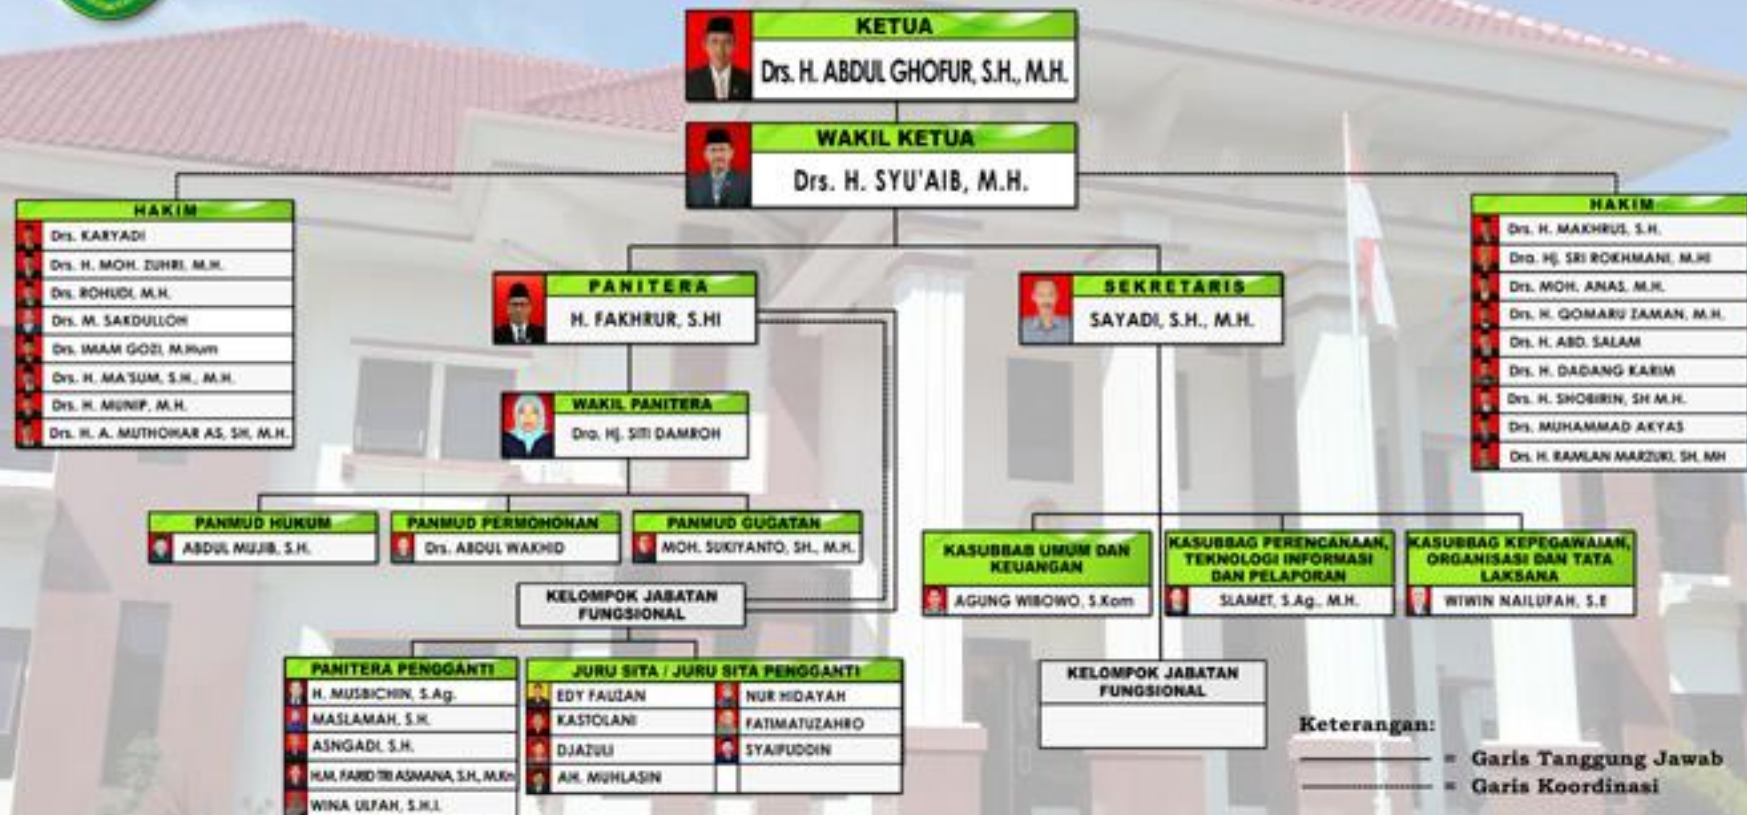 KETUA
Drs. H. ABDUL GHOFUR, S.H., M.H.
WAKIL KETUA
Drs. H. SYU'AIB, M.H.
HAKIM
Drs. KARYADI
Drs. H. MOH. ZUHRI, M.H.
Drs. ROHUDI, M.H.
Drs. M. SAKDULLOH
Drs. IMAM GOZI, M.Hum
Drs. H. MA'SUM, S.H., M.H.
Drs. H. MUNIP, M.H.
Drs. H. A. MUTHOHAR AS, SH, M.H.
HAKIM
Drs. H. MAKHRUS, S.H.
Dra. Hj. SRI ROKHMANI, M.HI
Drs. MOH. ANAS, M.H.
Drs. H. QOMARU ZAMAN, M.H.
Drs. H. ABD. SALAM
Drs. H. DADANG KARIM
Drs. H. SHOBIRIN, SH M.H.
Drs. MUHAMMAD AKYAS
Drs. H. RAMLAN MARZUKI, SH, MH
PANITERA
H. FAKHRUR, S.HI
SEKRETARIS
SAYADI, S.H., M.H.
WAKIL PANITERA
Dra. Hj. SITI DAMROH
PANMUD HUKUM
ABDUL MUJIB, S.H.
PANMUD PERMOHONAN
Drs. ABDUL WAKHID
PANMUD GUGATAN
MOH. SUKIYANTO, SH., M.H.
KASUBBAB UMUM DAN
KEUANGAN
AGUNG WIBOWO, S.Kom
KASUBBAG PERENCANAAN,
TEKNOLOGI INFORMASI
DAN PELAPORAN
SLAMET, S.Ag., M.H.
KASUBBAG KEPEGAWAIAN,
ORGANISASI DAN TATA
LAKSANA
WIWIN NAILUFAH, S.E
KELOMPOK JABATAN
FUNGSIONAL
PANITERA PENGGANTI
H. MUSBICHIN, S.Ag.
MASLAMAH, S.H.
ASNGADI, S.H.
H.M. FARID TRI ASMANA, S.H., M.Kn
WINA ULFAH, S.H.I.
JURU SITA / JURU SITA PENGGANTI
EDY FAUZAN
KASTOLANI
DJAZULI
AH. MUHLASIN
NUR HIDAYAH
FATIMATUZAHRO
SYAIFUDDIN
KELOMPOK JABATAN
FUNGSIONAL
Keterangan:
= Garis Tanggung Jawab
= Garis Koordinasi